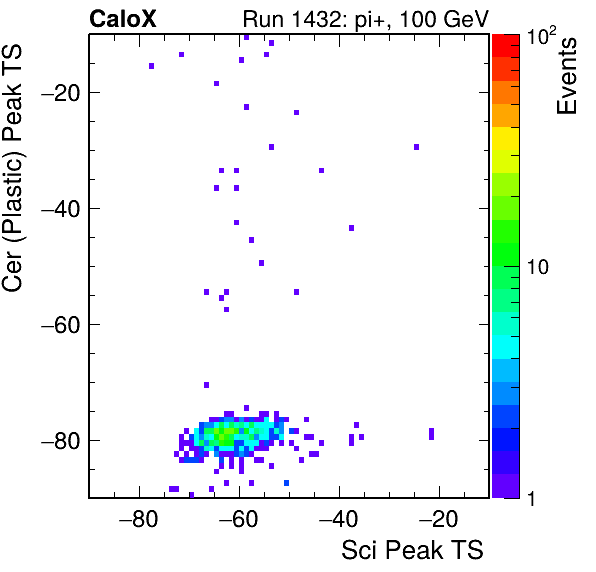 CaloX Run 1432: pi+, 100 GeV
Cer (Plastic) Peak TS
−20
−40
−60
−80
−80 −60 −40 −20
Sci Peak TS
10²
10
1
Events